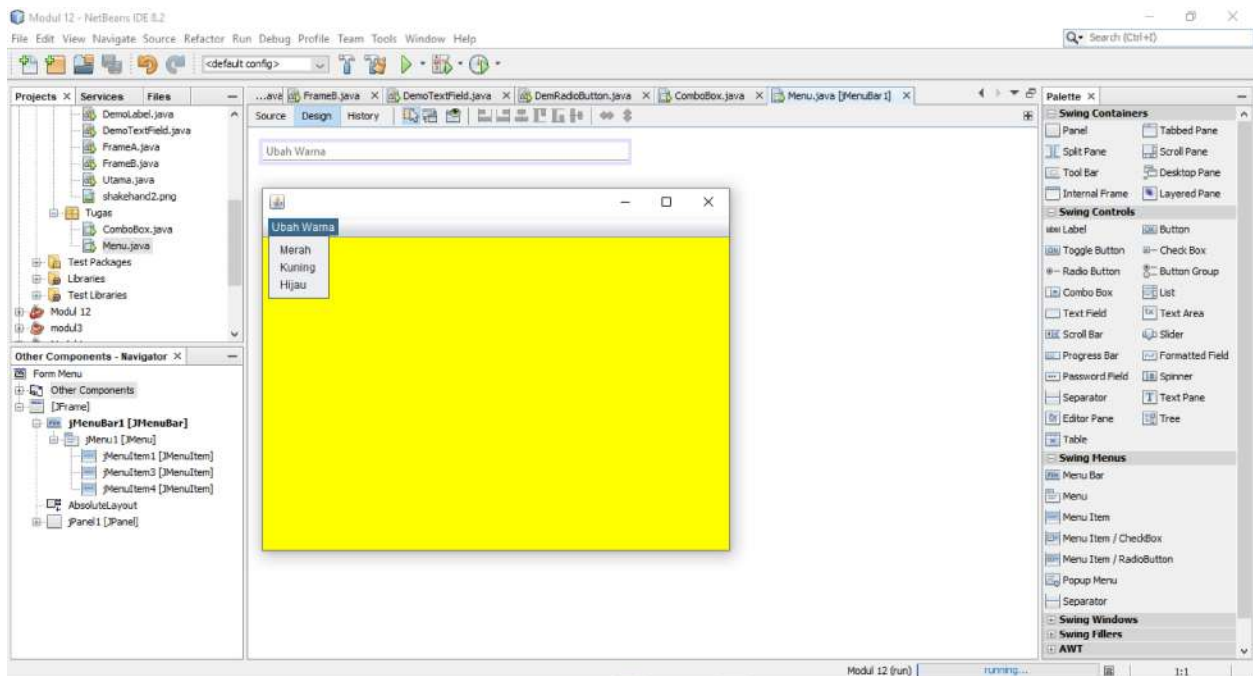 Modul 12 - NetBeans IDE 8.2
File Edit View Navigate Source Refactor Run Debug Profile Team Tools Window Help
Search (Ctrl+I)
<default config>
Projects Services Files
DemoLabel.java
DemoTextField.java
FrameA.java
FrameB.java
Utama.java
shakehand2.png
Tugas
ComboBox.java
Menu.java
Test Packages
Libraries
Test Libraries
Modul 12
modul3
Other Components - Navigator
Form Menu
Other Components
[JFrame]
jMenuBar1 [JMenuBar]
jMenu1 [JMenu]
jMenuItem1 [JMenuItem]
jMenuItem3 [JMenuItem]
jMenuItem4 [JMenuItem]
AbsoluteLayout
jPanel1 [JPanel]
...ava FrameB.java DemoTextField.java DemRadioButton.java ComboBox.java Menu.java [jMenuBar1]
Source Design History
Ubah Warna
Ubah Warna
Merah
Kuning
Hijau
Palette
Swing Containers
Panel Tabbed Pane
Split Pane Scroll Pane
Tool Bar Desktop Pane
Internal Frame Layered Pane
Swing Controls
Label Button
Toggle Button Check Box
Radio Button Button Group
Combo Box List
Text Field Text Area
Scroll Bar Slider
Progress Bar Formatted Field
Password Field Spinner
Separator Text Pane
Editor Pane Tree
Table
Swing Menus
Menu Bar
Menu
Menu Item
Menu Item / CheckBox
Menu Item / RadioButton
Popup Menu
Separator
Swing Windows
Swing Fillers
AWT
Modul 12 (run) running... 1:1